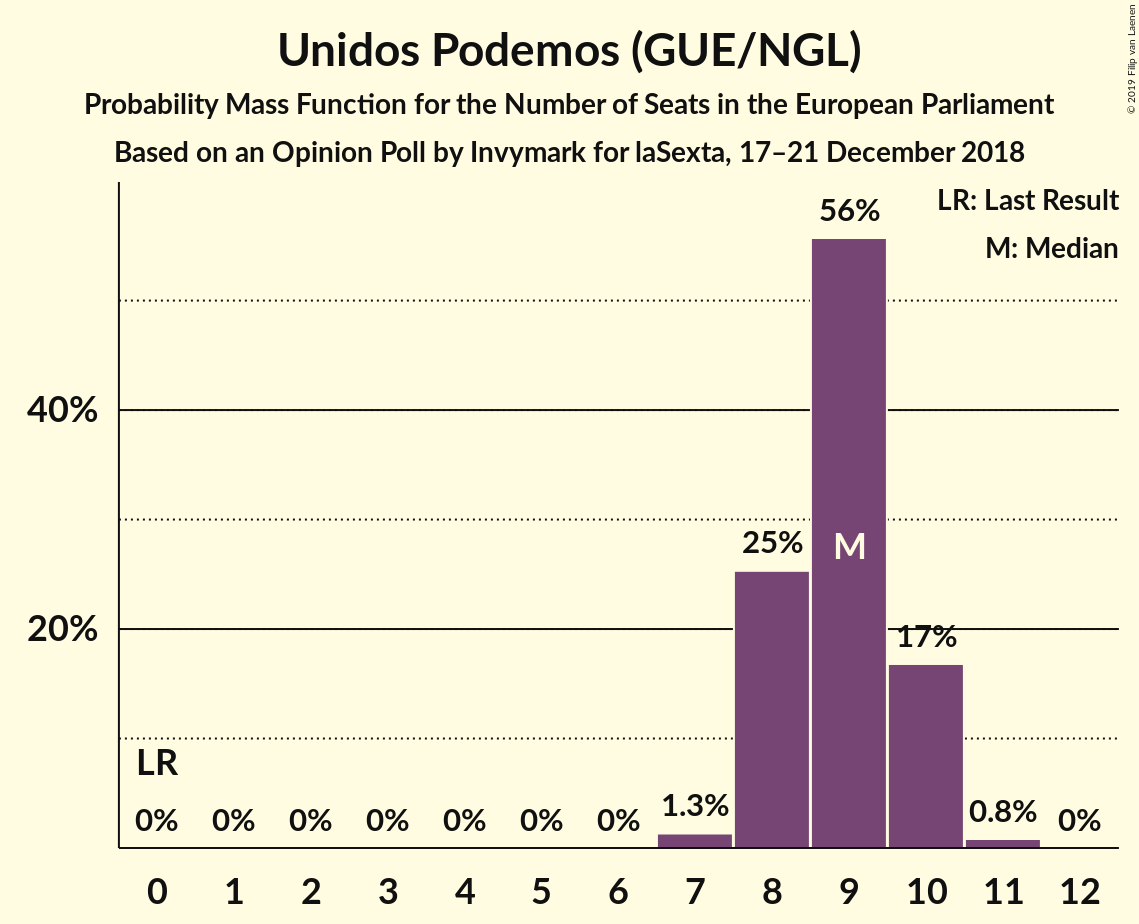 Unidos Podemos (GUE/NGL)
Probability Mass Function for the Number of Seats in the European Parliament
Based on an Opinion Poll by Invymark for laSexta, 17–21 December 2018
© 2019 Filip van Laenen
LR: Last Result
M: Median
56%
40%
25%
M
20%
17%
LR
0% 0% 0% 0% 0% 0% 0% 1.3% 0.8% 0%
0 1 2 3 4 5 6 7 8 9 10 11 12